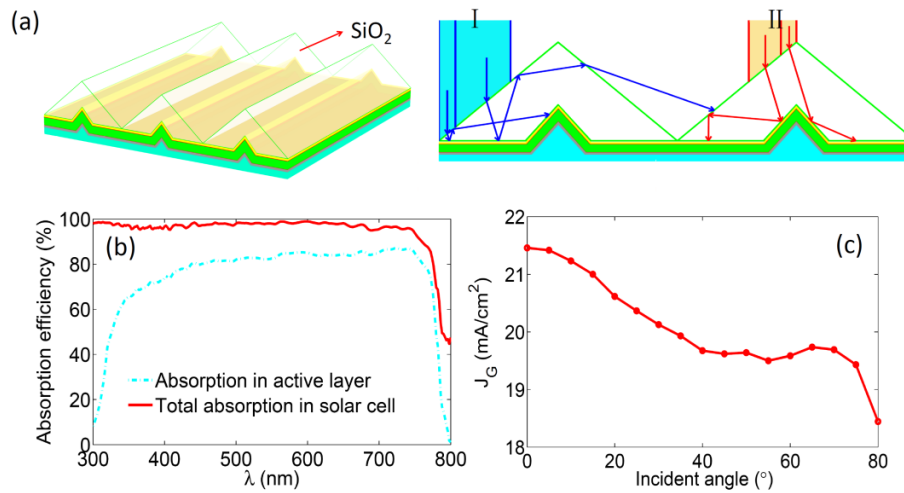 (a)
SiO2
I
II
(b)
Absorption efficiency (%)
100
80
60
40
20
0
Absorption in active layer
Total absorption in solar cell
300
400
500
600
700
800
λ (nm)
(c)
J_G (mA/cm²)
22
21
20
19
18
0
20
40
60
80
Incident angle (°)